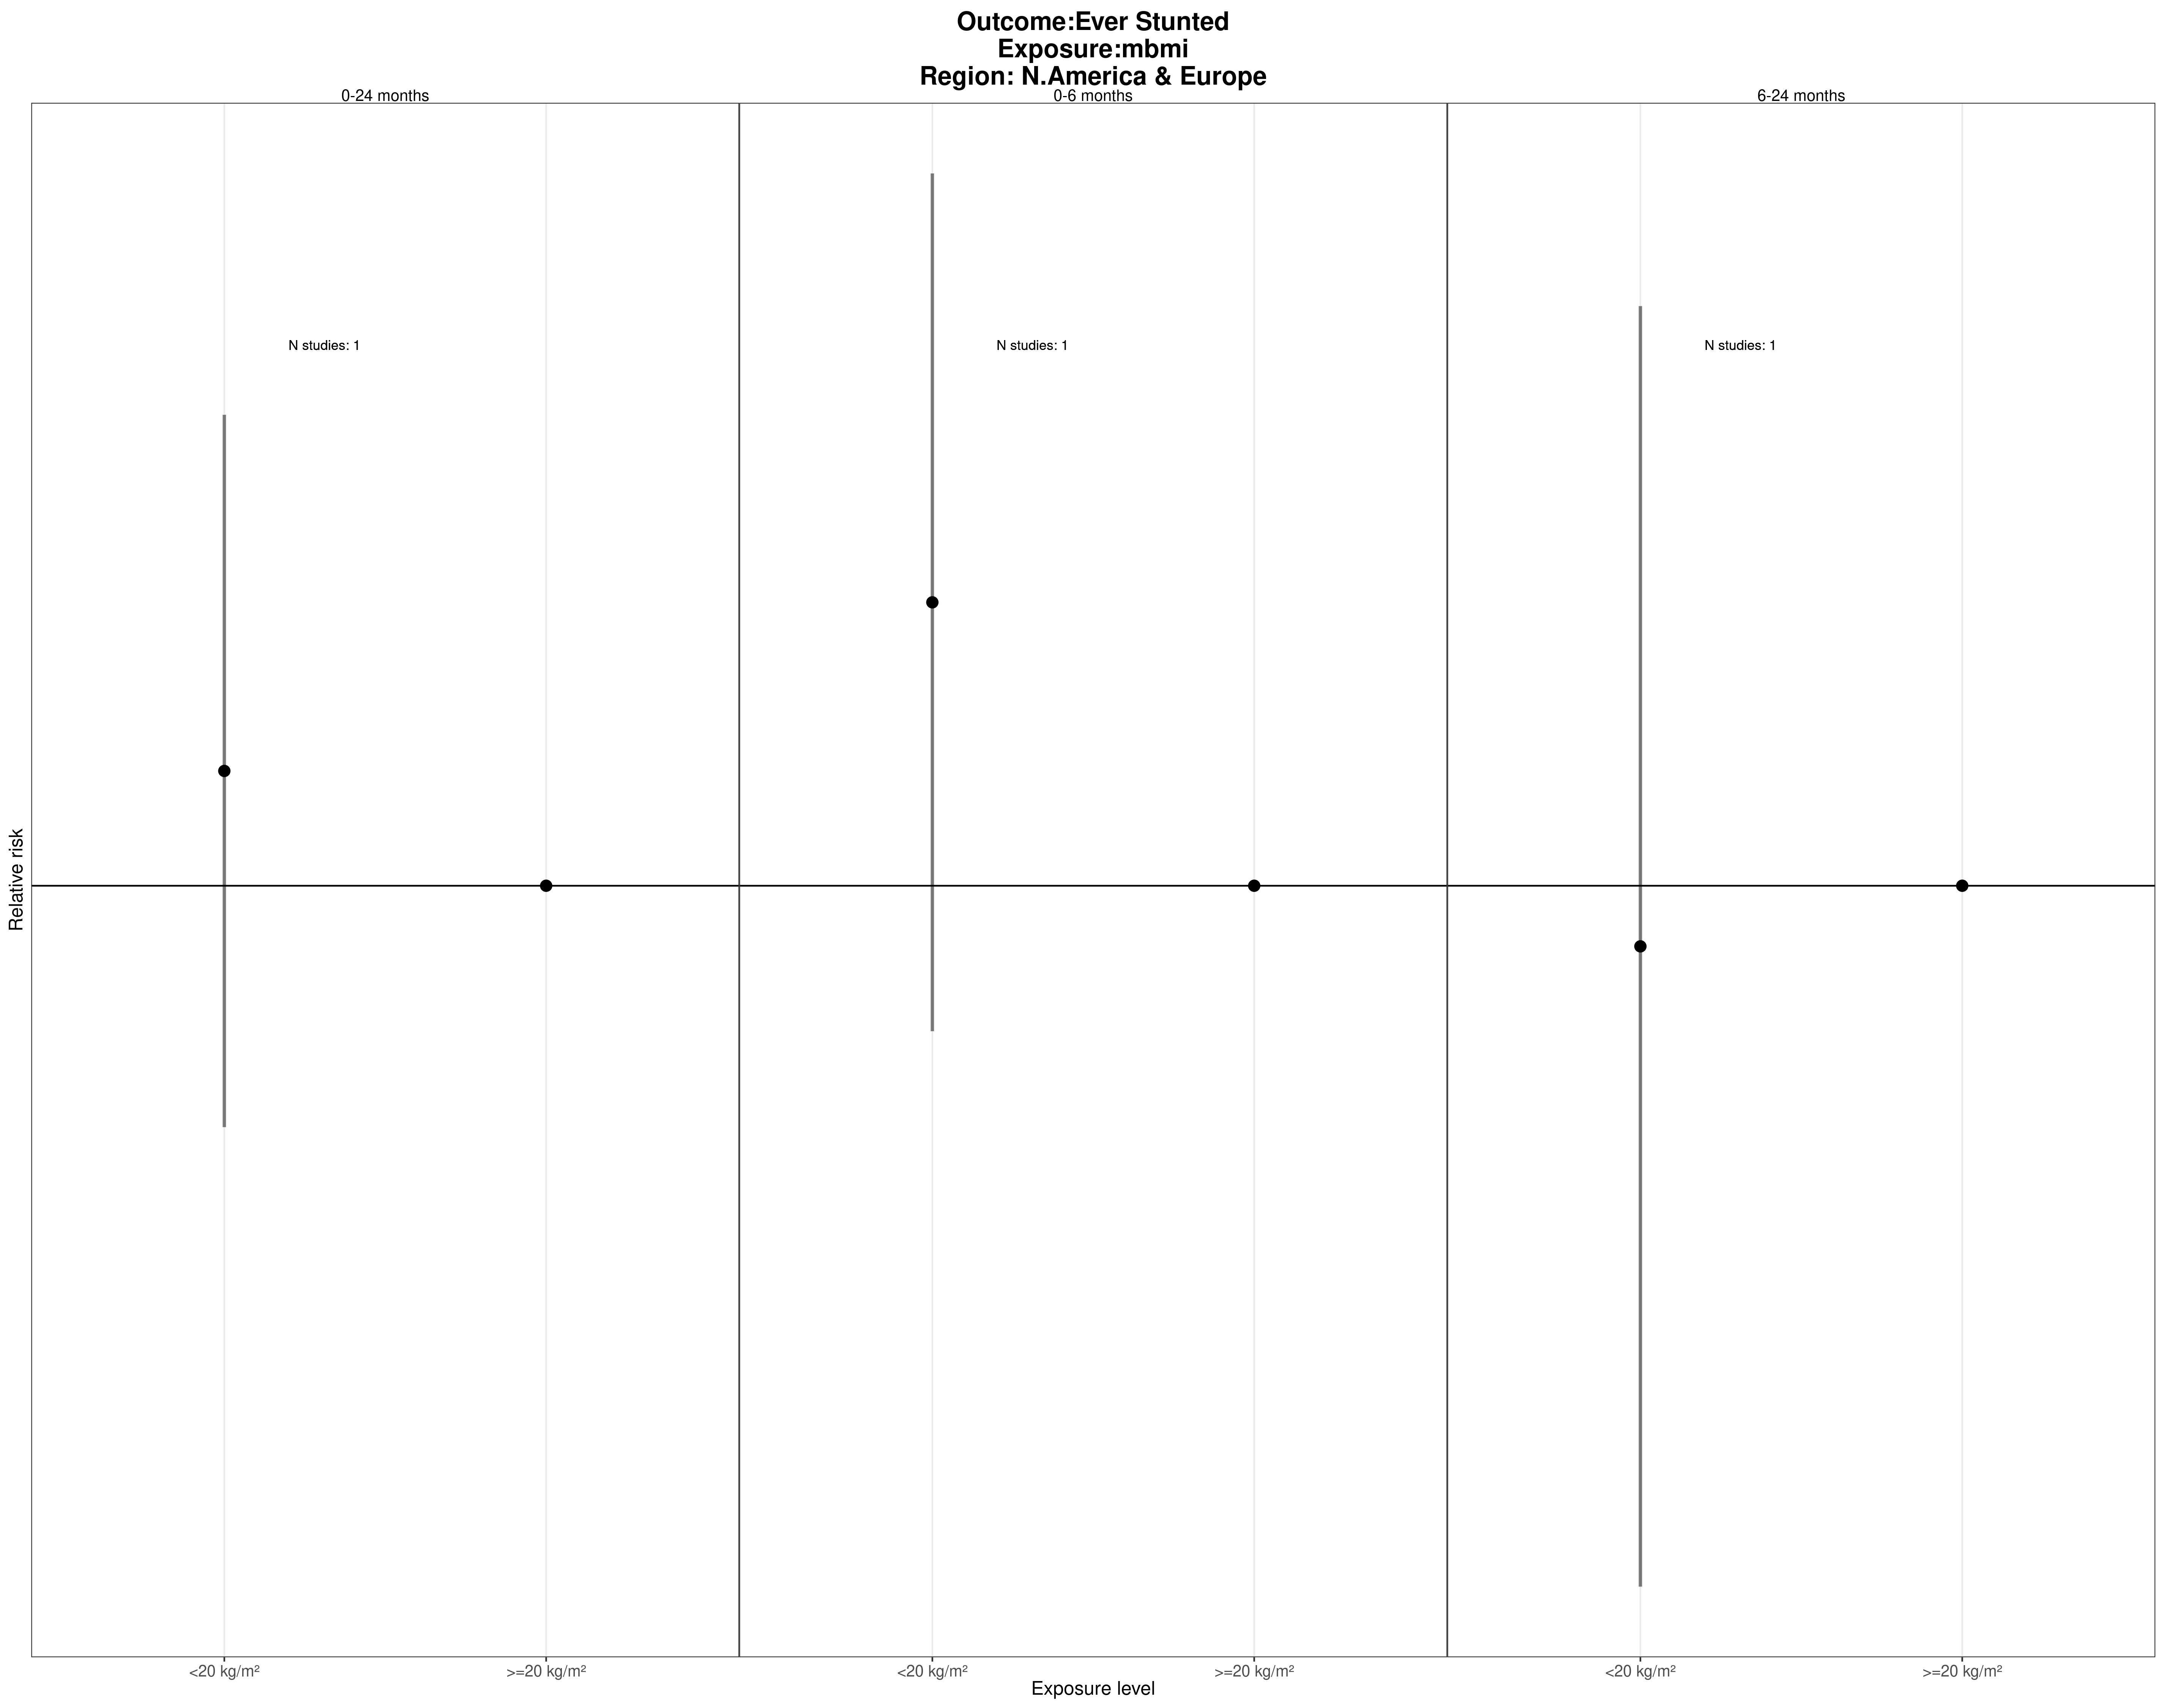 Outcome:Ever Stunted
Exposure:mbmi
Region: N.America & Europe
0-24 months
0-6 months
6-24 months
N studies: 1
N studies: 1
N studies: 1
Relative risk
<20 kg/m²
>=20 kg/m²
<20 kg/m²
>=20 kg/m²
<20 kg/m²
>=20 kg/m²
Exposure level